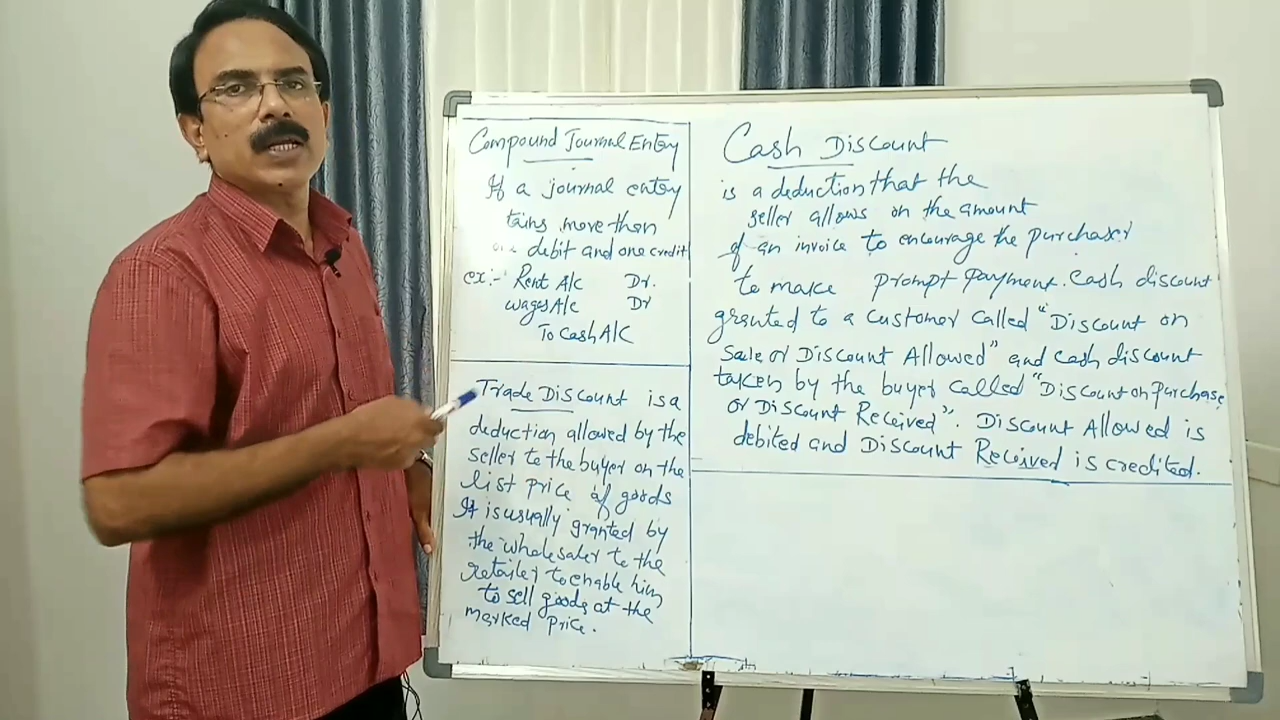 Compound Journal Entry
If a journal entry
tains more than
debit and one credit
ex:- Rent A/c Dr.
wages A/c Dr
To Cash A/C
Trade Discount is a
deduction allowed by the
seller to the buyer on the
list price of goods
It is usually granted by
the wholesaler to the
retailer to enable him
to sell goods at the
marked Price.
Cash Discount
is a deduction that the
seller allows on the amount
of an invoice to encourage the purchaser
to make prompt payment. Cash discount
granted to a customer called "Discount on
Sale or Discount Allowed" and cash discount
taken by the buyer called "Discount on Purchase
or Discount Received". Discount Allowed is
debited and Discount Received is credited.